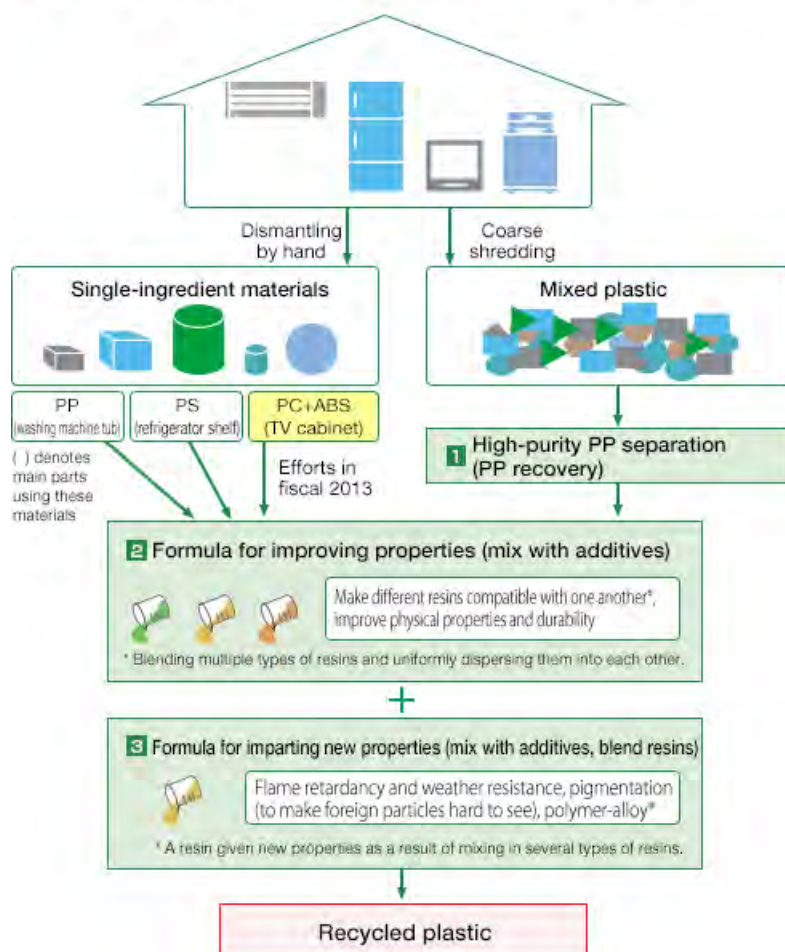 Dismantling
by hand
Coarse
shredding
Single-ingredient materials
Mixed plastic
PP
(washing machine tub)
PS
(refrigerator shelf)
PC+ABS
(TV cabinet)
( ) denotes
main parts
using these
materials
Efforts in
fiscal 2013
1 High-purity PP separation
(PP recovery)
2 Formula for improving properties (mix with additives)
Make different resins compatible with one another*,
improve physical properties and durability
* Blending multiple types of resins and uniformly dispersing them into each other.
+
3 Formula for imparting new properties (mix with additives, blend resins)
Flame retardancy and weather resistance, pigmentation
(to make foreign particles hard to see), polymer-alloy*
* A resin given new properties as a result of mixing in several types of resins.
Recycled plastic